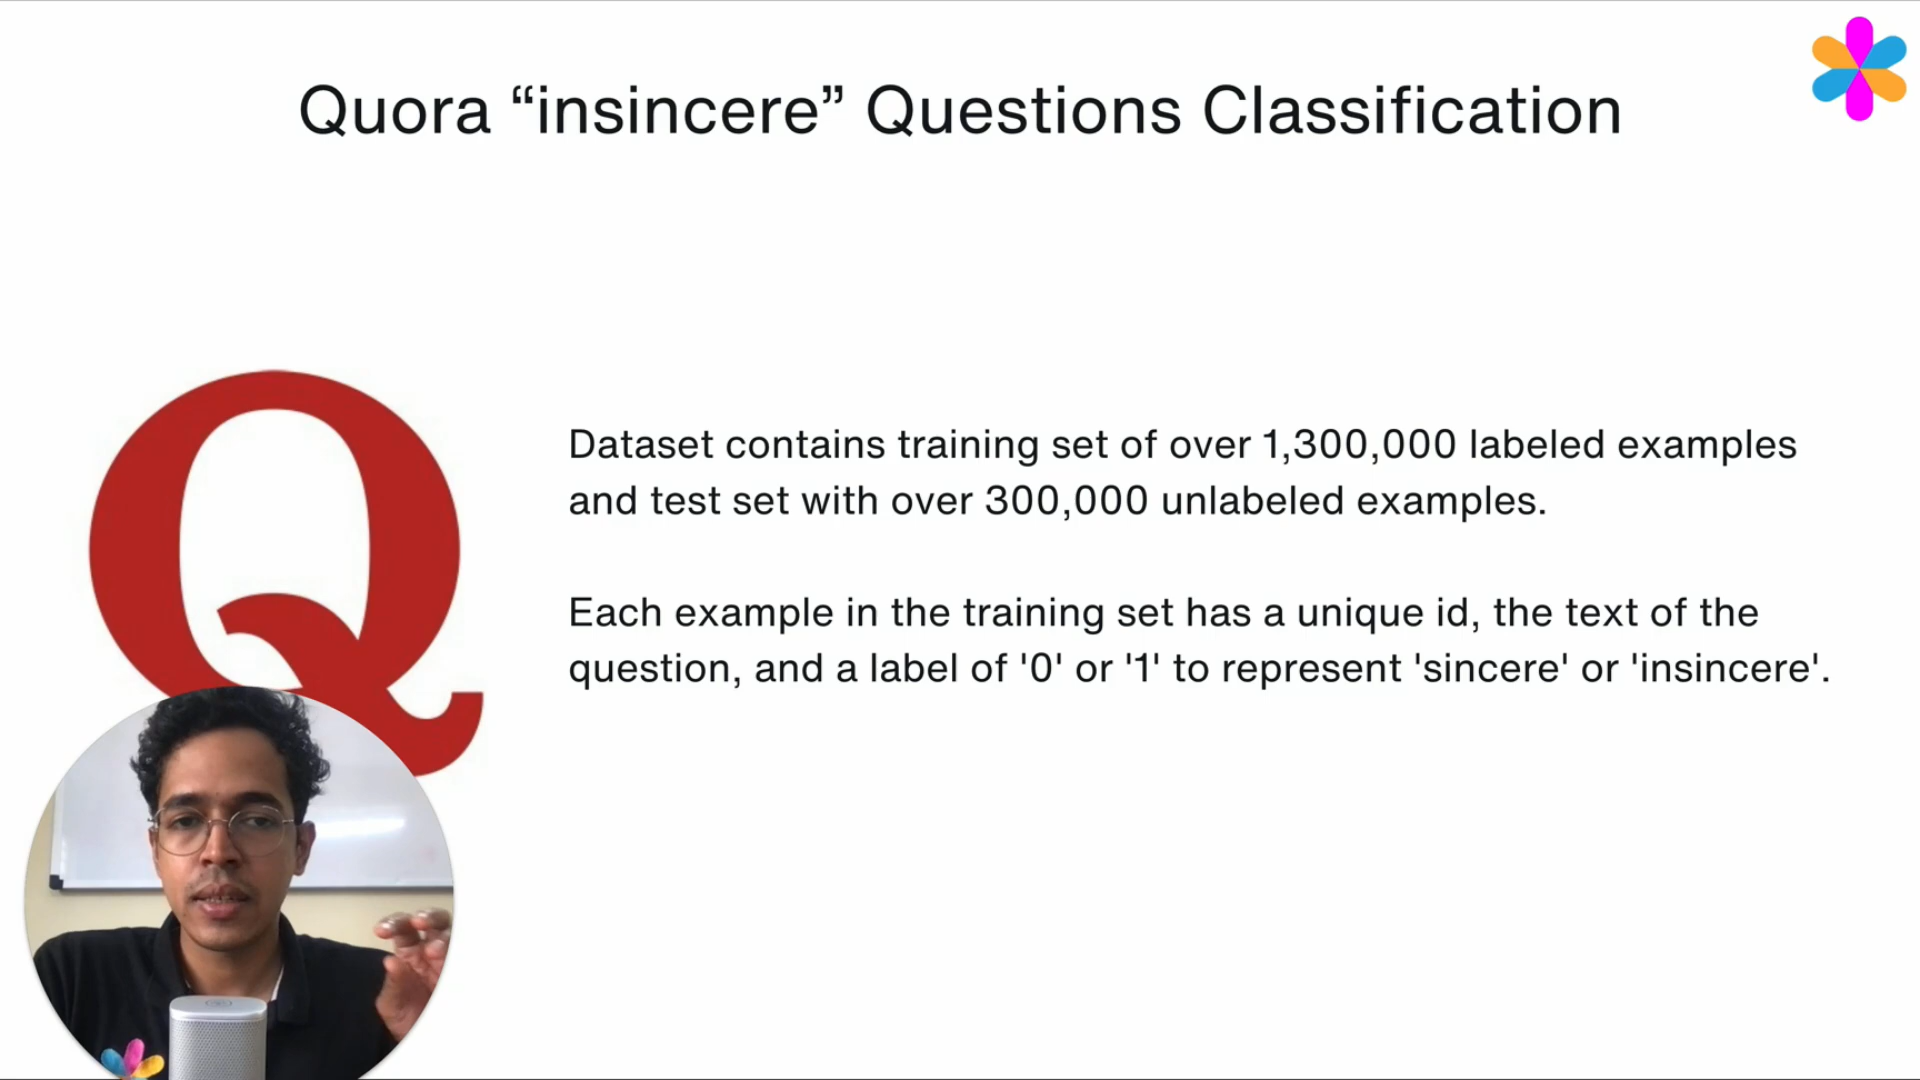 Quora “insincere” Questions Classification
Dataset contains training set of over 1,300,000 labeled examples
and test set with over 300,000 unlabeled examples.
Each example in the training set has a unique id, the text of the
question, and a label of '0' or '1' to represent 'sincere' or 'insincere'.
Q